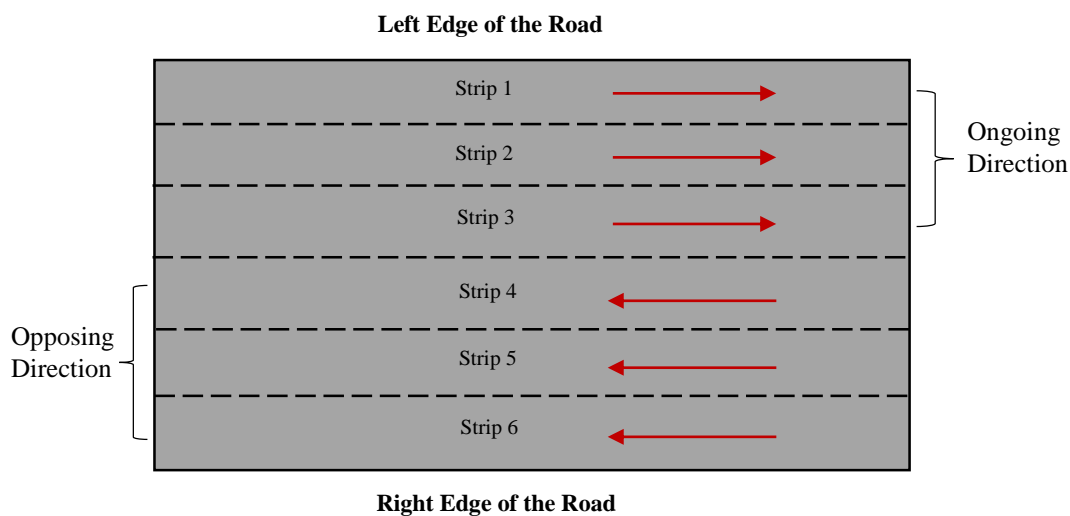 Left Edge of the Road
Strip 1
Strip 2
Strip 3
Ongoing
Direction
Strip 4
Strip 5
Strip 6
Opposing
Direction
Right Edge of the Road